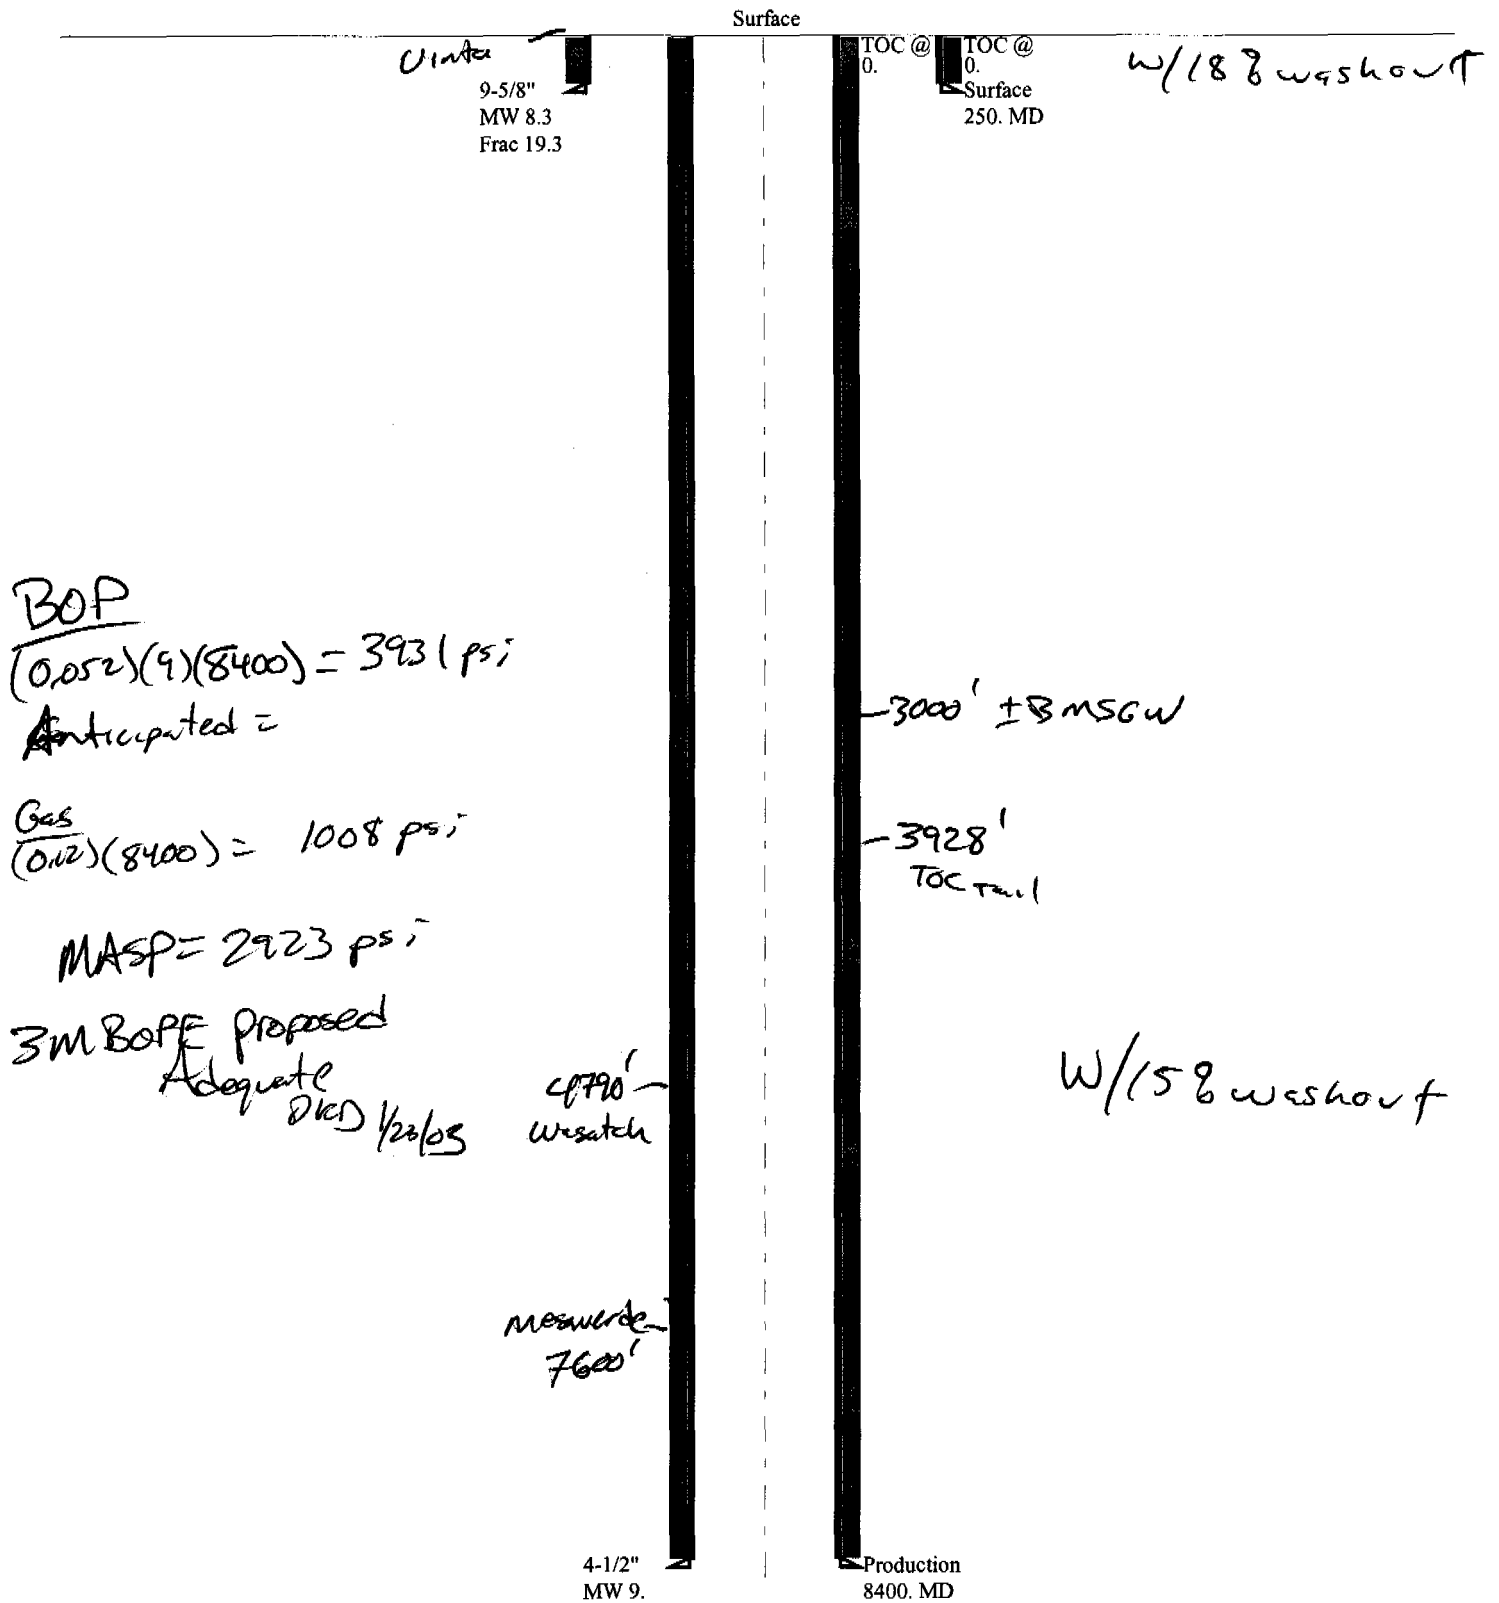 Surface
Uinta
TOC @
0.
TOC @
0.
w/18% washout
9-5/8"
MW 8.3
Frac 19.3
Surface
250. MD
BOP
(0.052)(9)(8400) = 3931 psi
Anticipated =
3000' ± BMSGW
Gas
(0.12)(8400) = 1008 psi
3928'
TOC Tail
MASP = 2923 psi
3M BOPE Proposed
Adequate
DKD 1/23/03
4790'
Wasatch
W/15% washout
mesaverde
7600'
4-1/2"
MW 9.
Production
8400. MD